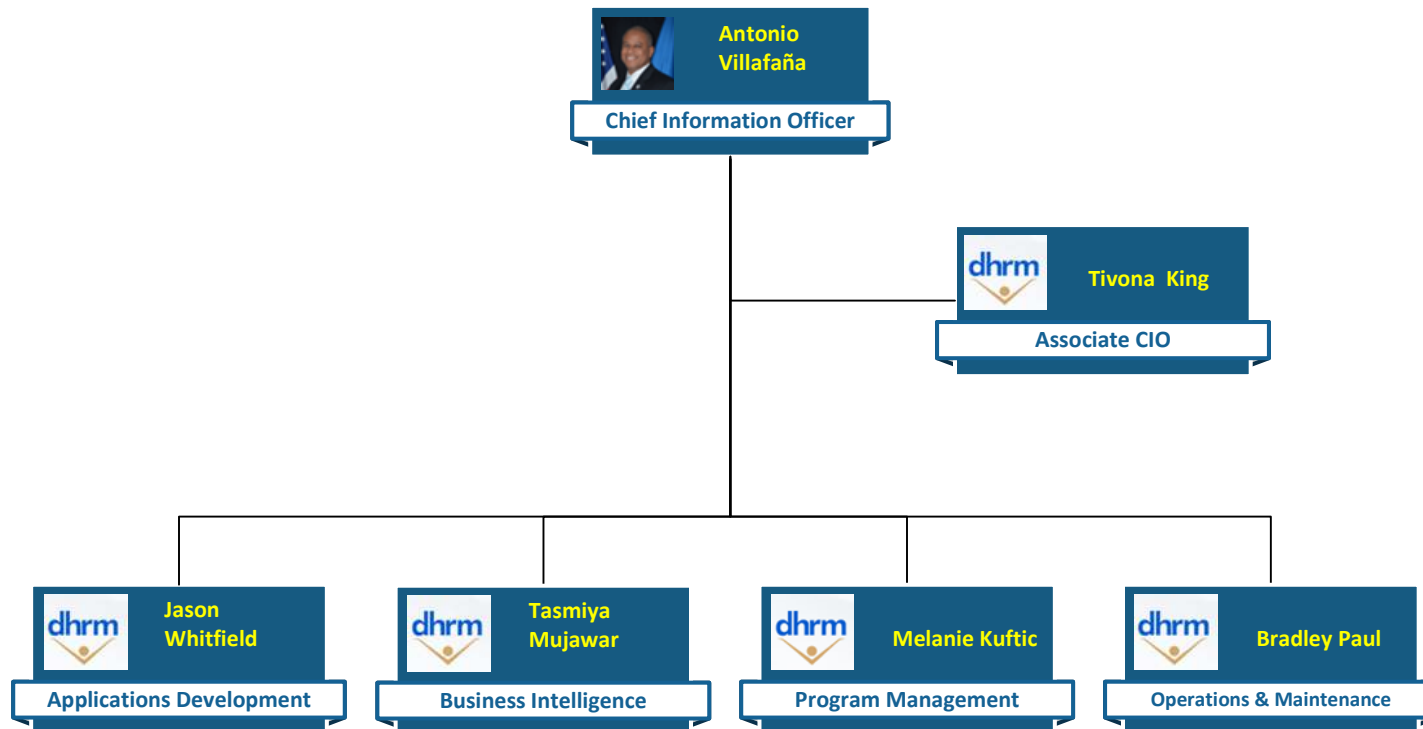 Antonio
Villafaña
Chief Information Officer
dhrm
Tivona  King
Associate CIO
dhrm
Jason
Whitfield
Applications Development
dhrm
Tasmiya
Mujawar
Business Intelligence
dhrm
Melanie Kuftic
Program Management
dhrm
Bradley Paul
Operations & Maintenance